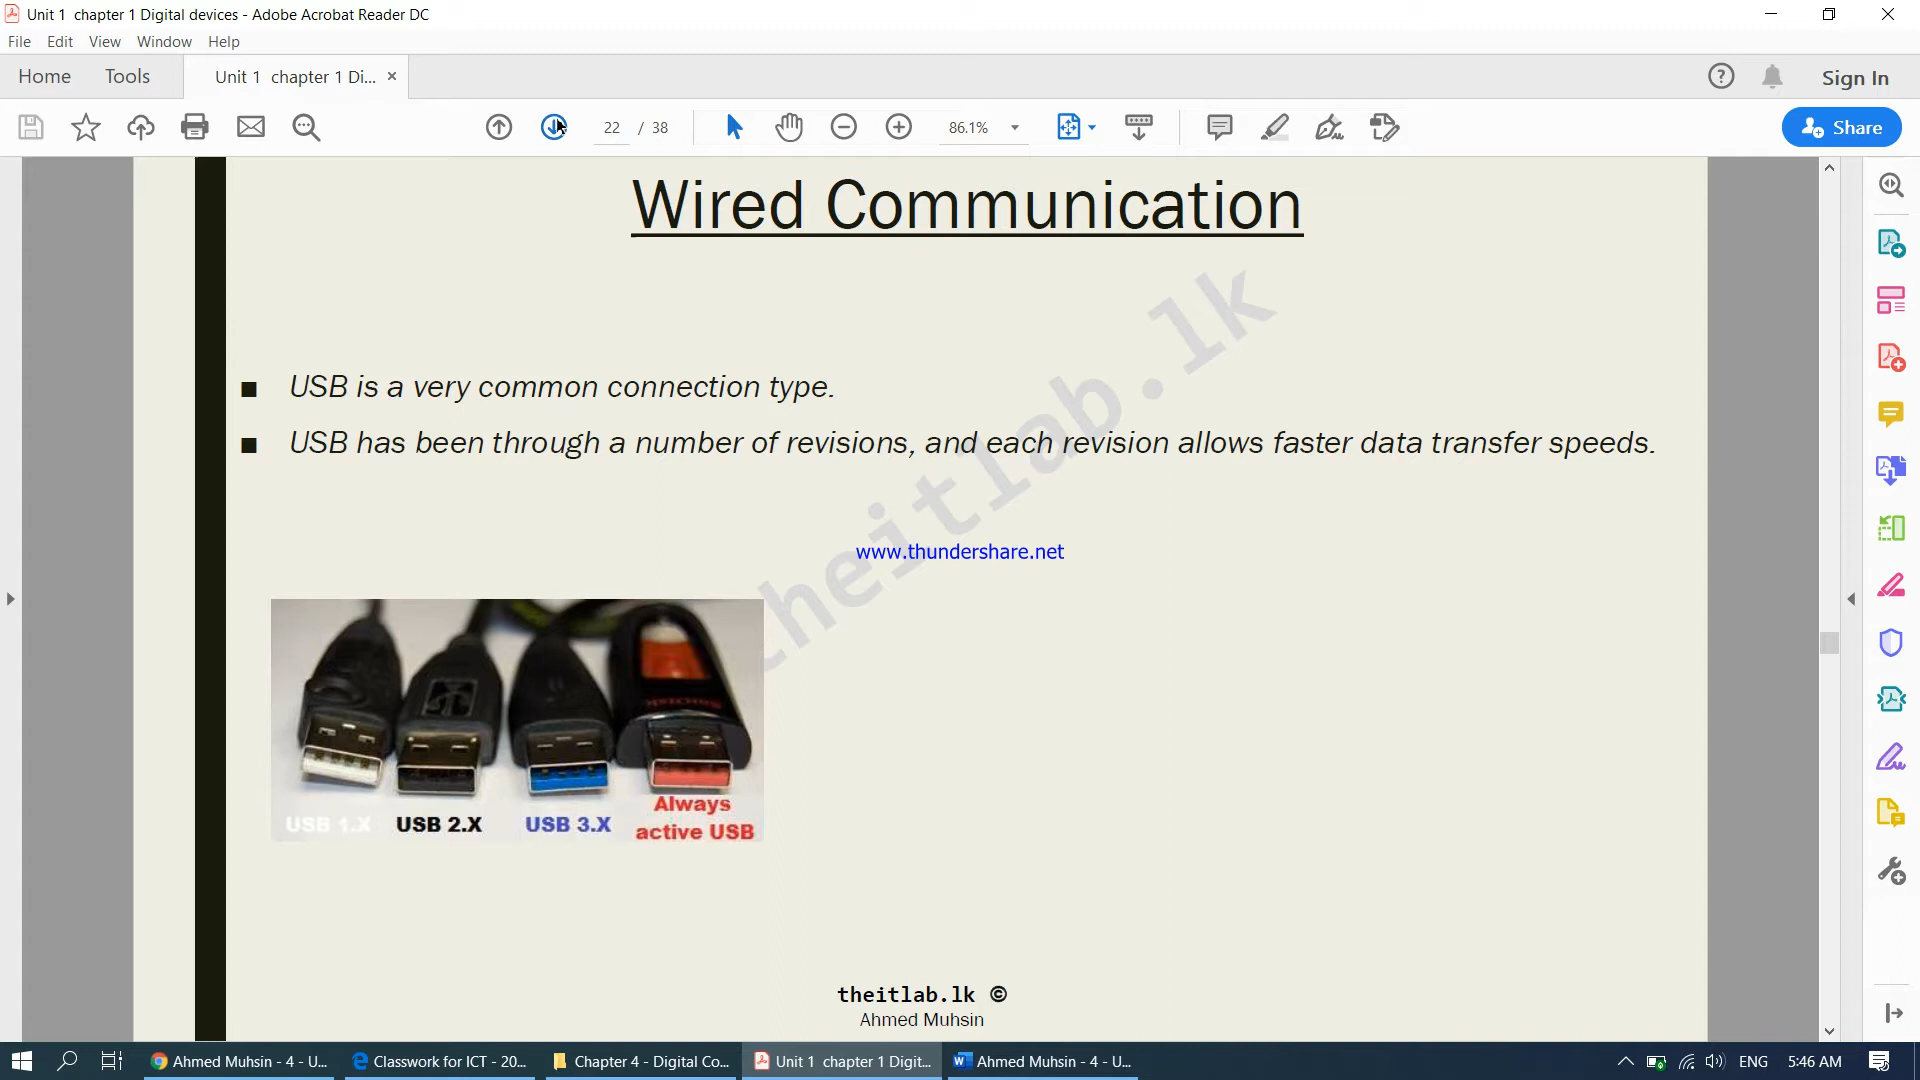 Unit 1  chapter 1 Digital devices - Adobe Acrobat Reader DC
File Edit View Window Help
Home Tools Unit 1  chapter 1 Di... × Sign In
22 / 38 86.1% Share
Wired Communication
■ USB is a very common connection type.
■ USB has been through a number of revisions, and each revision allows faster data transfer speeds.
theitlab.lk
www.thundershare.net
SanDisk
USB 1.X USB 2.X USB 3.X Always
active USB
theitlab.lk ©
Ahmed Muhsin
Ahmed Muhsin - 4 - U... Classwork for ICT - 20... Chapter 4 - Digital Co... Unit 1  chapter 1 Digit... Ahmed Muhsin - 4 - U... ENG 5:46 AM